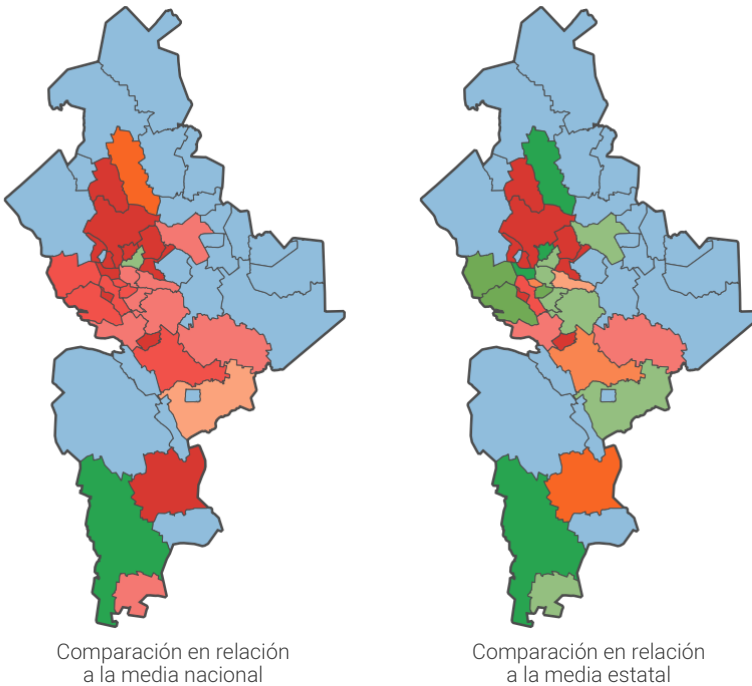 Comparación en relación
a la media nacional
Comparación en relación
a la media estatal